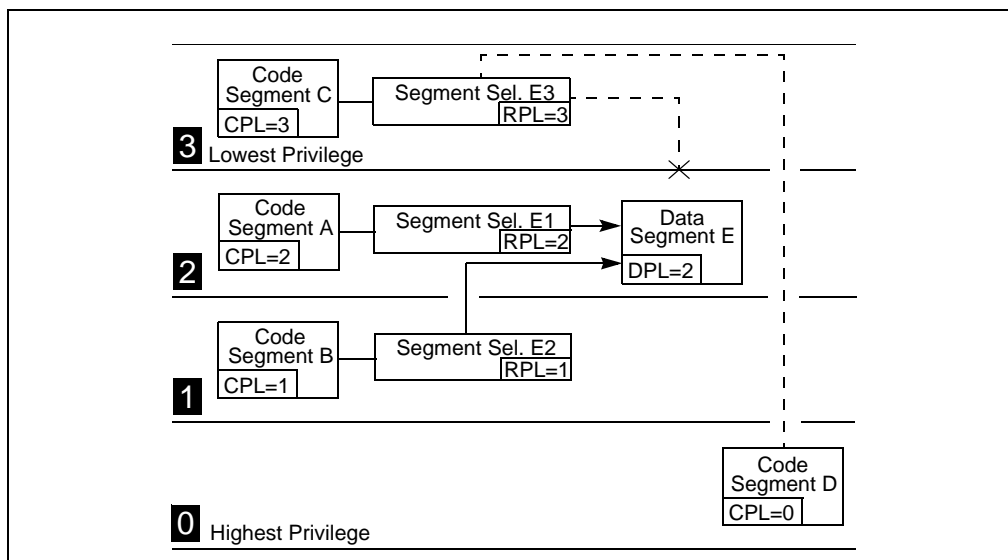 Code
Segment C
CPL=3
Segment Sel. E3
RPL=3
3
Lowest Privilege
Code
Segment A
CPL=2
Segment Sel. E1
RPL=2
Data
Segment E
DPL=2
2
Code
Segment B
CPL=1
Segment Sel. E2
RPL=1
1
Code
Segment D
CPL=0
0
Highest Privilege